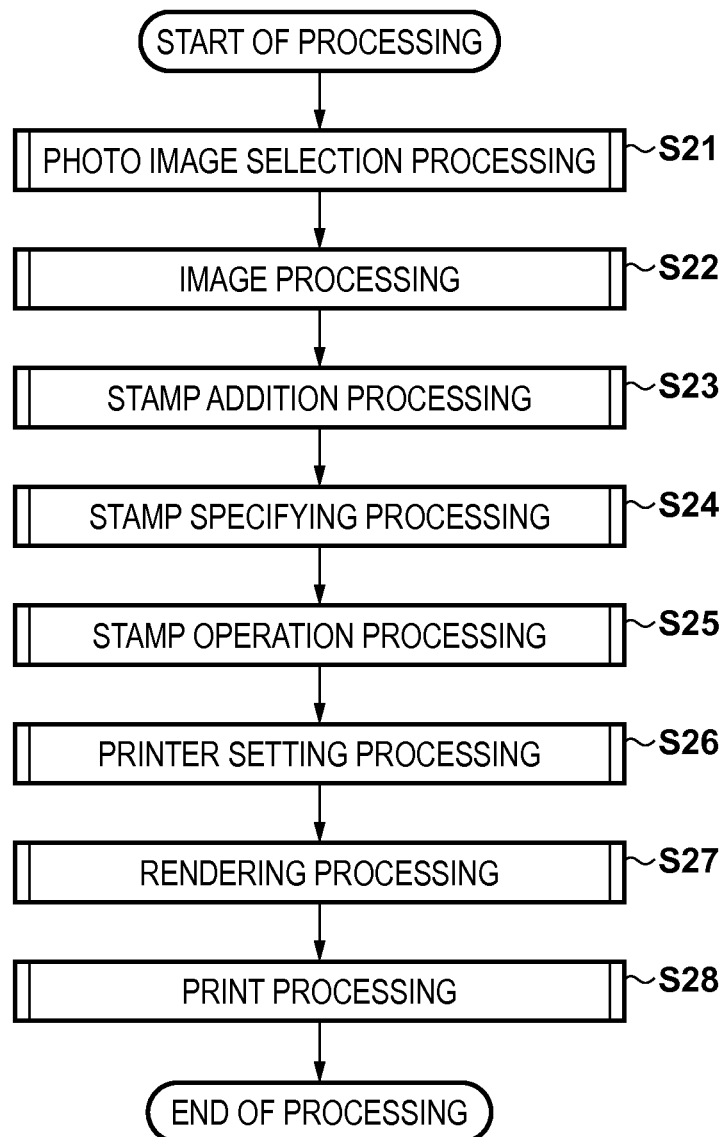 START OF PROCESSING
PHOTO IMAGE SELECTION PROCESSING S21
IMAGE PROCESSING S22
STAMP ADDITION PROCESSING S23
STAMP SPECIFYING PROCESSING S24
STAMP OPERATION PROCESSING S25
PRINTER SETTING PROCESSING S26
RENDERING PROCESSING S27
PRINT PROCESSING S28
END OF PROCESSING